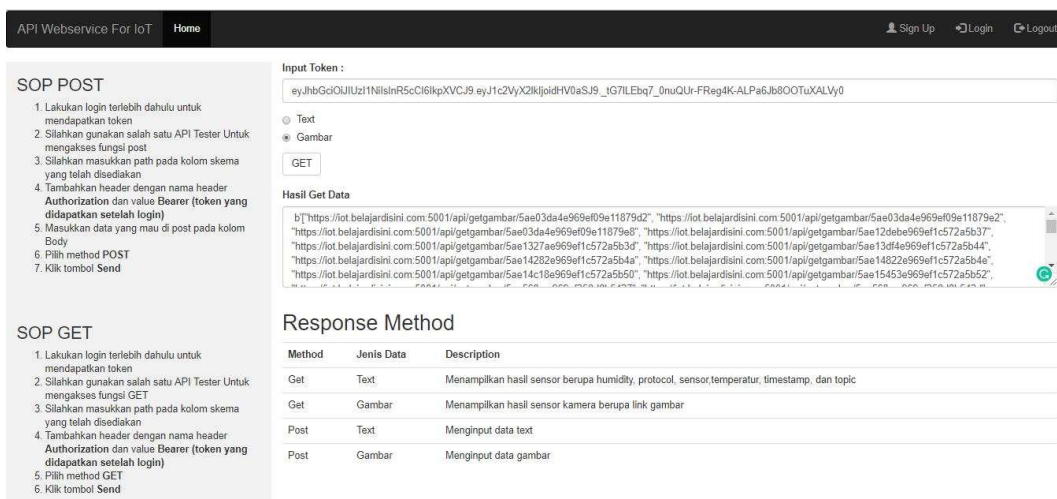 API Webservice For IoT Home Sign Up Login Logout
SOP POST
1. Lakukan login terlebih dahulu untuk
mendapatkan token
2. Silahkan gunakan salah satu API Tester Untuk
mengakses fungsi post
3. Silahkan masukkan path pada kolom skema
yang telah disediakan
4. Tambahkan header dengan nama header
Authorization dan value Bearer (token yang
didapatkan setelah login)
5. Masukkan data yang mau di post pada kolom
Body
6. Pilih method POST
7. Klik tombol Send
SOP GET
1. Lakukan login terlebih dahulu untuk
mendapatkan token
2. Silahkan gunakan salah satu API Tester Untuk
mengakses fungsi GET
3. Silahkan masukkan path pada kolom skema
yang telah disediakan
4. Tambahkan header dengan nama header
Authorization dan value Bearer (token yang
didapatkan setelah login)
5. Pilih method GET
6. Klik tombol Send
Input Token :
eyJhbGciOiJIUzI1NiIsInR5cCI6IkpXVCJ9.eyJ1c2VyX2lkIjoidHV0aSJ9._tG7ILEbq7_0nuQUr-FReg4K-ALPa6Jb8OOTuXALVy0
Text
Gambar
GET
Hasil Get Data
b'["https://iot.belajardisini.com:5001/api/getgambar/5ae03da4e969ef09e11879d2", "https://iot.belajardisini.com:5001/api/getgambar/5ae03da4e969ef09e11879e2",
"https://iot.belajardisini.com:5001/api/getgambar/5ae03da4e969ef09e11879e8", "https://iot.belajardisini.com:5001/api/getgambar/5ae12debe969ef1c572a5b37",
"https://iot.belajardisini.com:5001/api/getgambar/5ae1327ae969ef1c572a5b3d", "https://iot.belajardisini.com:5001/api/getgambar/5ae13df4e969ef1c572a5b44",
"https://iot.belajardisini.com:5001/api/getgambar/5ae14282e969ef1c572a5b4a", "https://iot.belajardisini.com:5001/api/getgambar/5ae14822e969ef1c572a5b4e",
"https://iot.belajardisini.com:5001/api/getgambar/5ae14c18e969ef1c572a5b50", "https://iot.belajardisini.com:5001/api/getgambar/5ae15453e969ef1c572a5b52",
Response Method
Method Jenis Data Description
Get Text Menampilkan hasil sensor berupa humidity, protocol, sensor,temperatur, timestamp, dan topic
Get Gambar Menampilkan hasil sensor kamera berupa link gambar
Post Text Menginput data text
Post Gambar Menginput data gambar